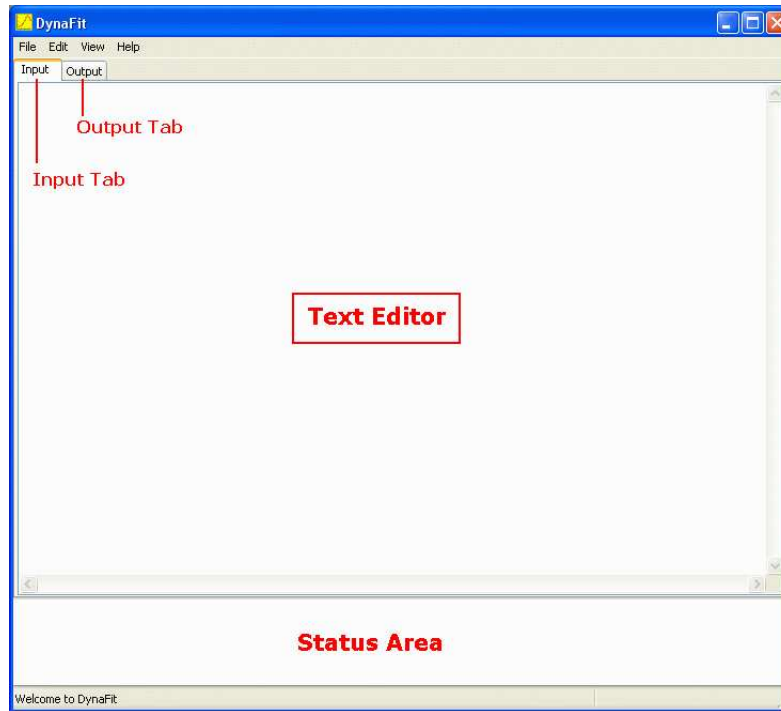 DynaFit
File Edit View Help
Input Output
Output Tab
Input Tab
Text Editor
Status Area
Welcome to DynaFit